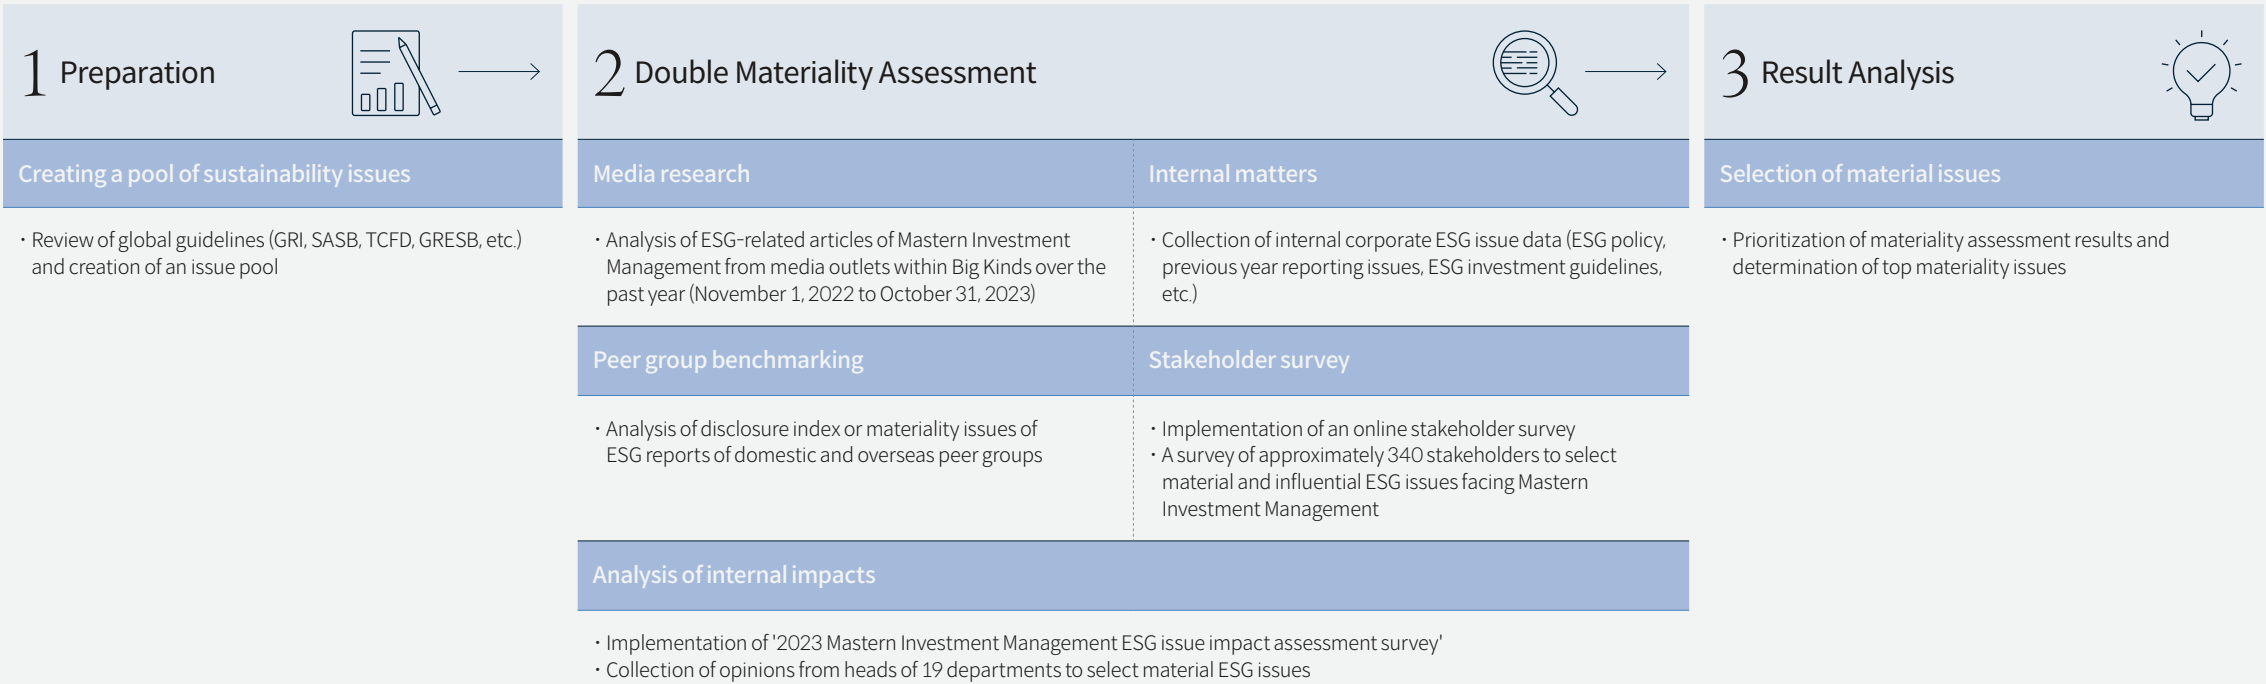 1 Preparation
Creating a pool of sustainability issues
· Review of global guidelines (GRI, SASB, TCFD, GRESB, etc.)
and creation of an issue pool
2 Double Materiality Assessment
Media research
· Analysis of ESG-related articles of Mastern Investment
Management from media outlets within Big Kinds over the
past year (November 1, 2022 to October 31, 2023)
Internal matters
· Collection of internal corporate ESG issue data (ESG policy,
previous year reporting issues, ESG investment guidelines,
etc.)
Peer group benchmarking
· Analysis of disclosure index or materiality issues of
ESG reports of domestic and overseas peer groups
Stakeholder survey
· Implementation of an online stakeholder survey
· A survey of approximately 340 stakeholders to select
material and influential ESG issues facing Mastern
Investment Management
Analysis of internal impacts
· Implementation of '2023 Mastern Investment Management ESG issue impact assessment survey'
· Collection of opinions from heads of 19 departments to select material ESG issues
3 Result Analysis
Selection of material issues
· Prioritization of materiality assessment results and
determination of top materiality issues